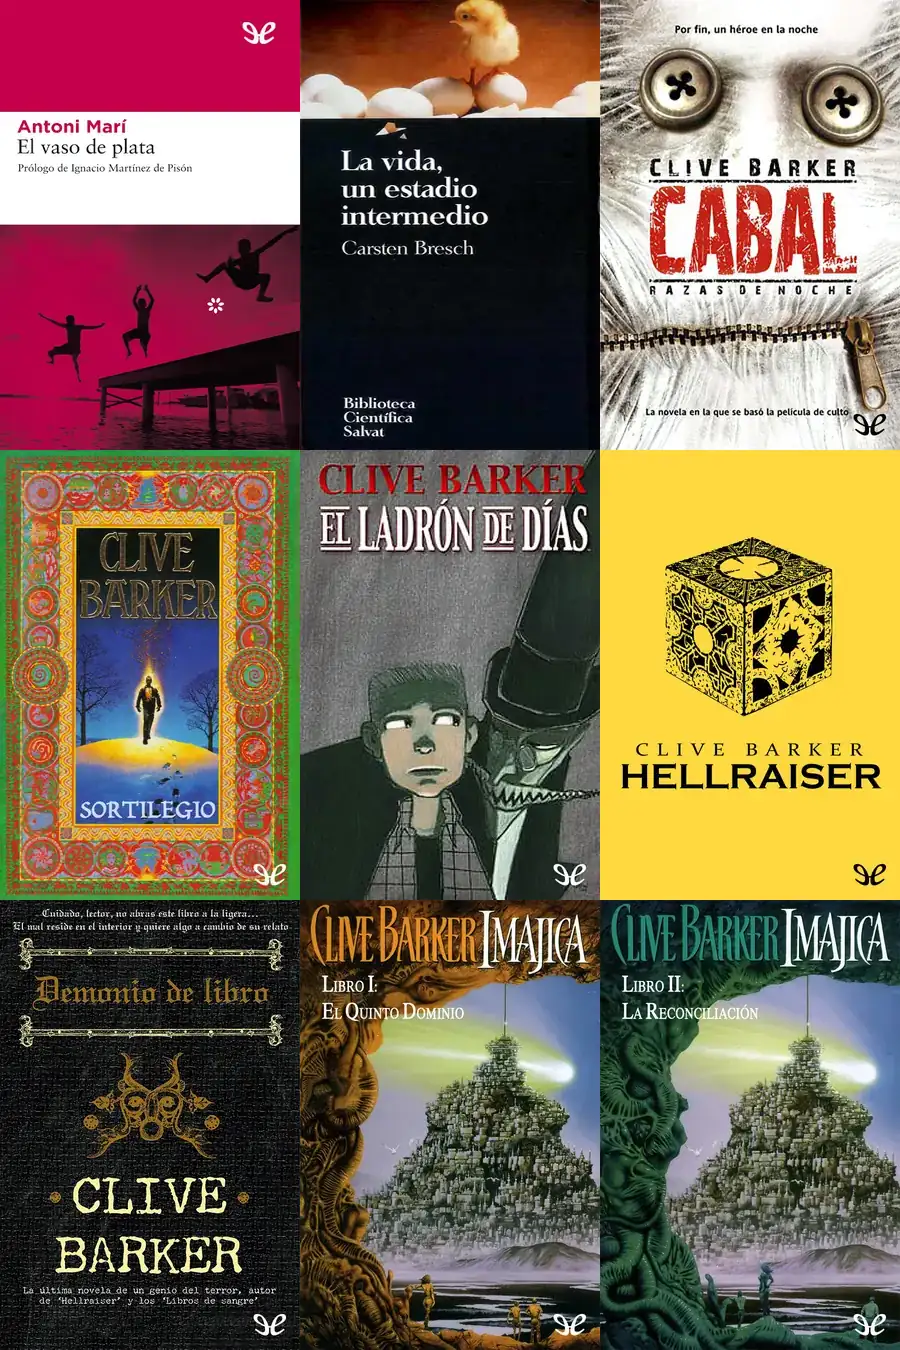 Antoni Marí
El vaso de plata
Prólogo de Ignacio Martínez de Pisón
La vida,
un estadio
intermedio
Carsten Bresch
Biblioteca
Científica
Salvat
Por fin, un héroe en la noche
CLIVE BARKER
CABAL
RAZAS DE NOCHE
La novela en la que se basó la película de culto
CLIVE
BARKER
SORTILEGIO
CLIVE BARKER
EL LADRÓN DE DÍAS
CLIVE BARKER
HELLRAISER
Cuidado, lector, no abras este libro a la ligera...
El mal reside en el interior y quiere algo a cambio de su relato
Demonio de libro
CLIVE
BARKER
La última novela de un genio del terror, autor
de 'Hellraiser' y los 'Libros de sangre'
CLIVE BARKER IMAJICA
LIBRO I:
EL QUINTO DOMINIO
CLIVE BARKER IMAJICA
LIBRO II:
LA RECONCILIACIÓN